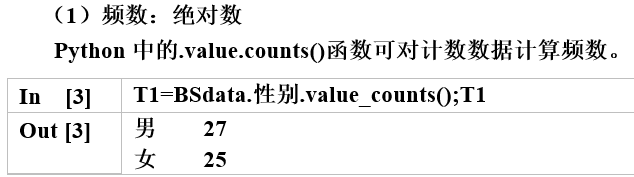 （1）频数：绝对数
Python 中的.value.counts()函数可对计数数据计算频数。
In [3] T1=BSdata.性别.value_counts();T1
Out [3] 男 27
女 25